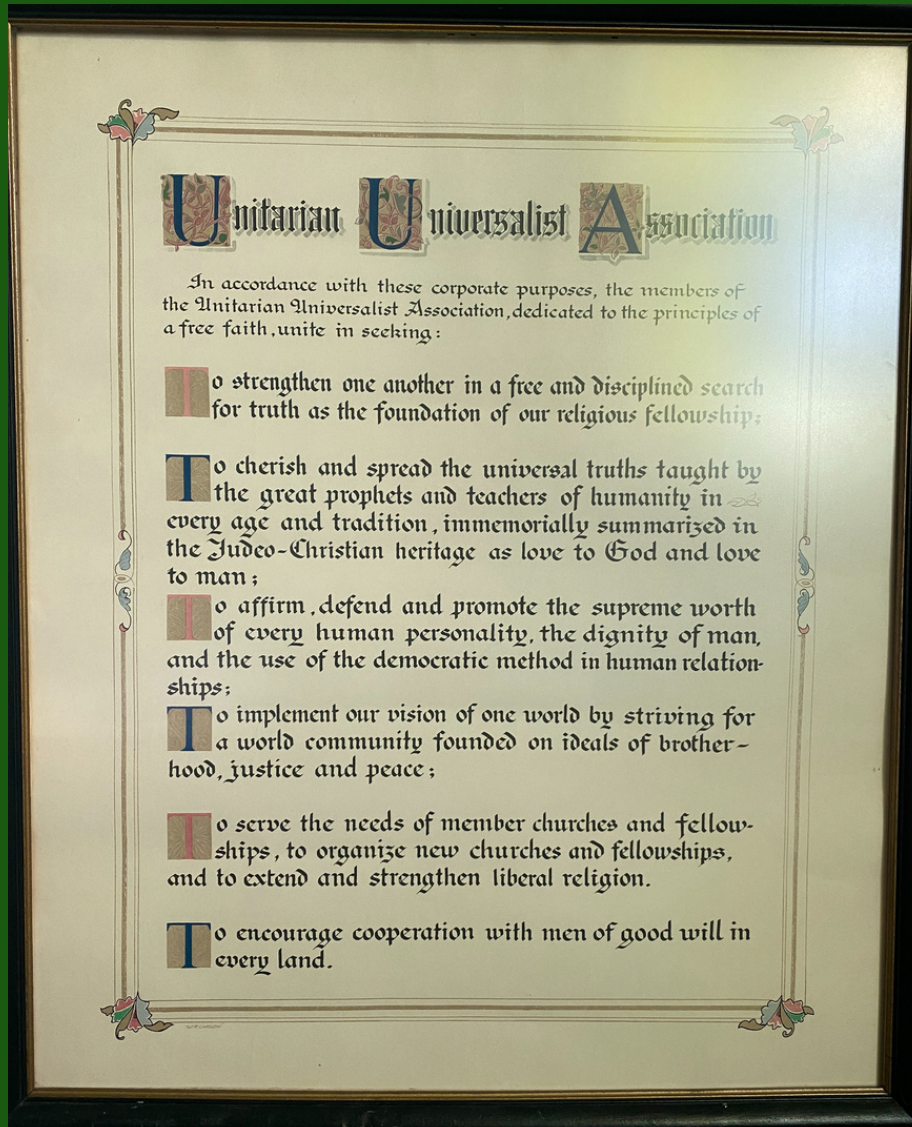 Unitarian Universalist Association
In accordance with these corporate purposes, the members of
the Unitarian Universalist Association, dedicated to the principles of
a free faith, unite in seeking:
To strengthen one another in a free and disciplined search
for truth as the foundation of our religious fellowship;
To cherish and spread the universal truths taught by
the great prophets and teachers of humanity in
every age and tradition, immemorially summarized in
the Judeo-Christian heritage as love to God and love
to man;
To affirm, defend and promote the supreme worth
of every human personality, the dignity of man,
and the use of the democratic method in human relation-
ships;
To implement our vision of one world by striving for
a world community founded on ideals of brother-
hood, justice and peace;
To serve the needs of member churches and fellow-
ships, to organize new churches and fellowships,
and to extend and strengthen liberal religion.
To encourage cooperation with men of good will in
every land.